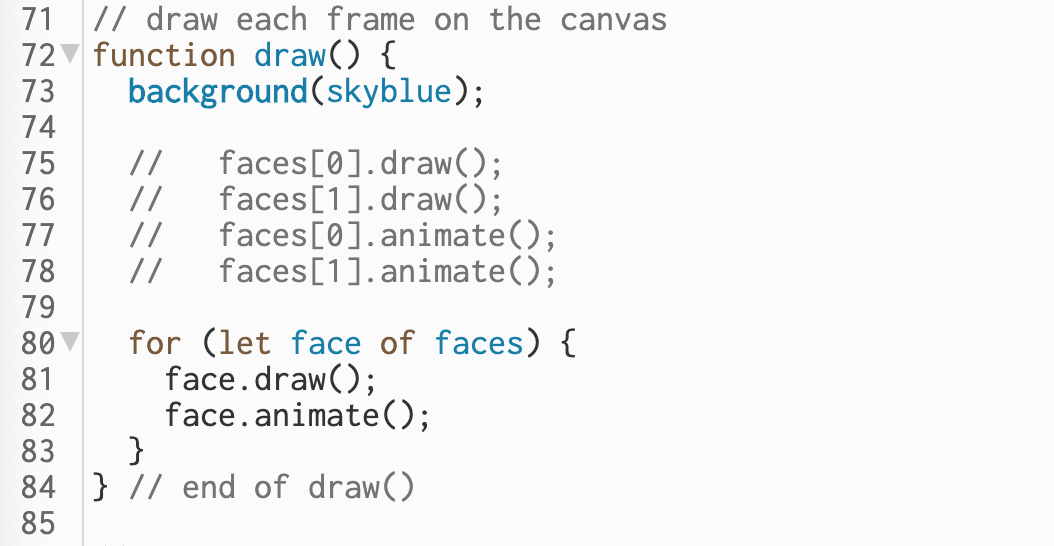 71 // draw each frame on the canvas
72 function draw() {
73   background(skyblue);
74
75   //   faces[0].draw();
76   //   faces[1].draw();
77   //   faces[0].animate();
78   //   faces[1].animate();
79
80   for (let face of faces) {
81     face.draw();
82     face.animate();
83   }
84 } // end of draw()
85